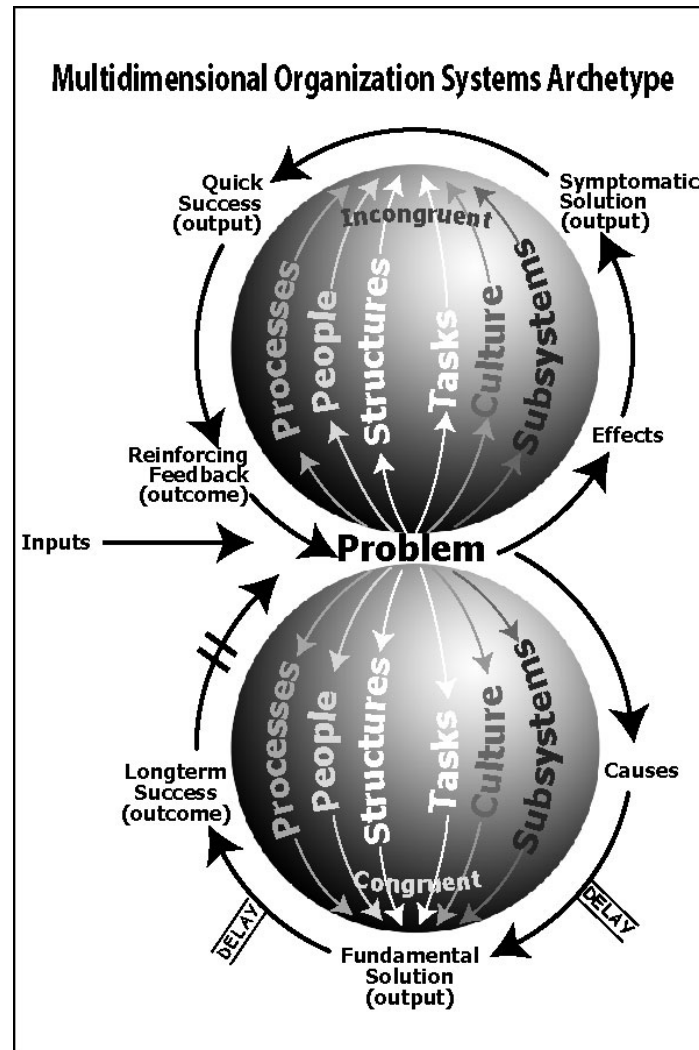 Multidimensional Organization Systems Archetype
Quick
Success
(output)
Symptomatic
Solution
(output)
Incongruent
Processes
People
Structures
Tasks
Culture
Subsystems
Reinforcing
Feedback
(outcome)
Effects
Inputs
Problem
Processes
People
Structures
Tasks
Culture
Subsystems
Longterm
Success
(outcome)
Causes
Congruent
DELAY
DELAY
Fundamental
Solution
(output)